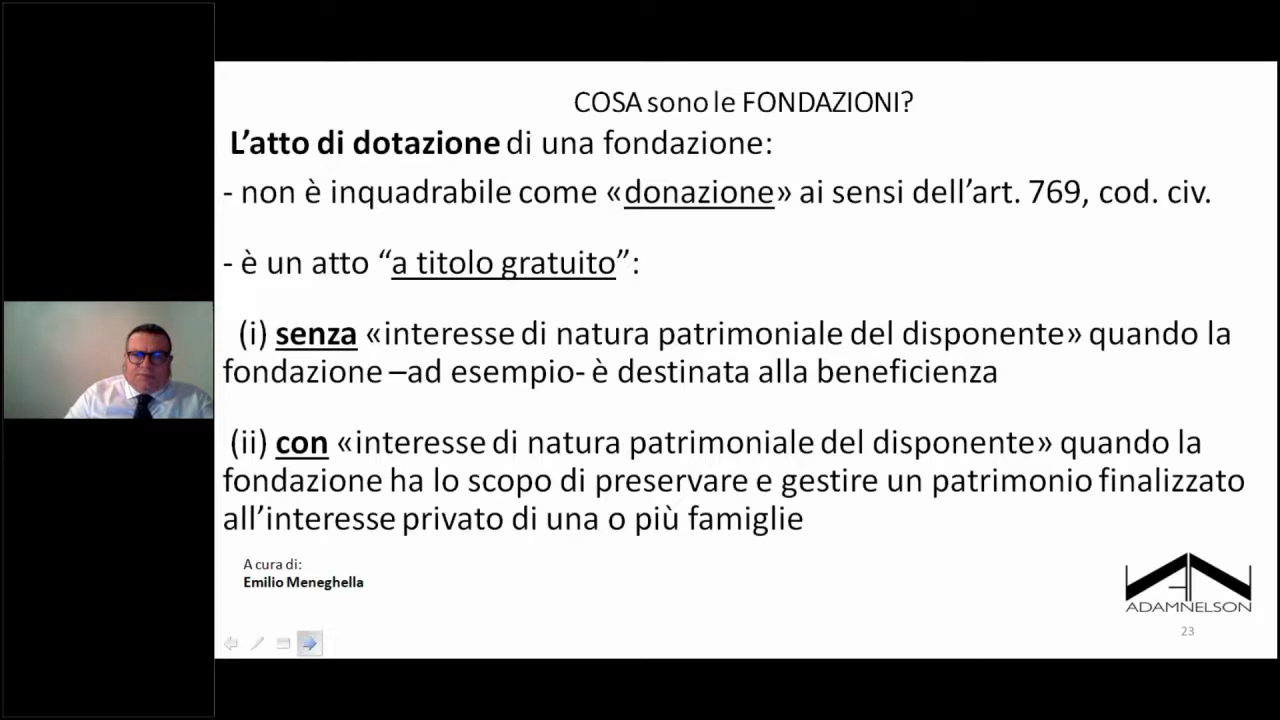 COSA sono le FONDAZIONI?
L’atto di dotazione di una fondazione:
- non è inquadrabile come «donazione» ai sensi dell’art. 769, cod. civ.
- è un atto “a titolo gratuito”:
(i) senza «interesse di natura patrimoniale del disponente» quando la
fondazione –ad esempio- è destinata alla beneficienza
(ii) con «interesse di natura patrimoniale del disponente» quando la
fondazione ha lo scopo di preservare e gestire un patrimonio finalizzato
all’interesse privato di una o più famiglie
A cura di:
Emilio Meneghella
ADAMNELSON
23